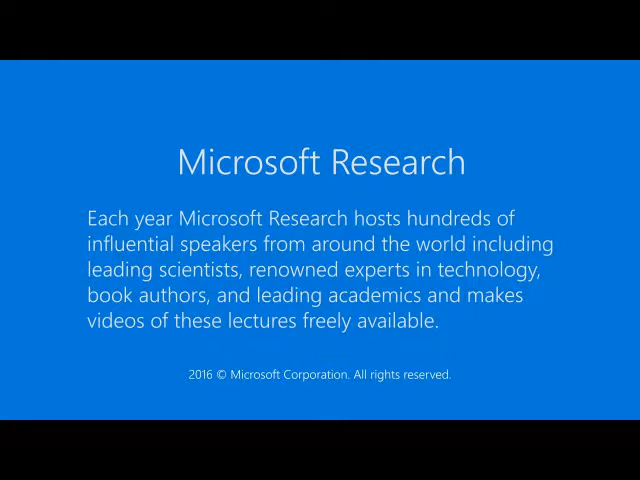 Microsoft Research
Each year Microsoft Research hosts hundreds of
influential speakers from around the world including
leading scientists, renowned experts in technology,
book authors, and leading academics and makes
videos of these lectures freely available.
2016 © Microsoft Corporation. All rights reserved.